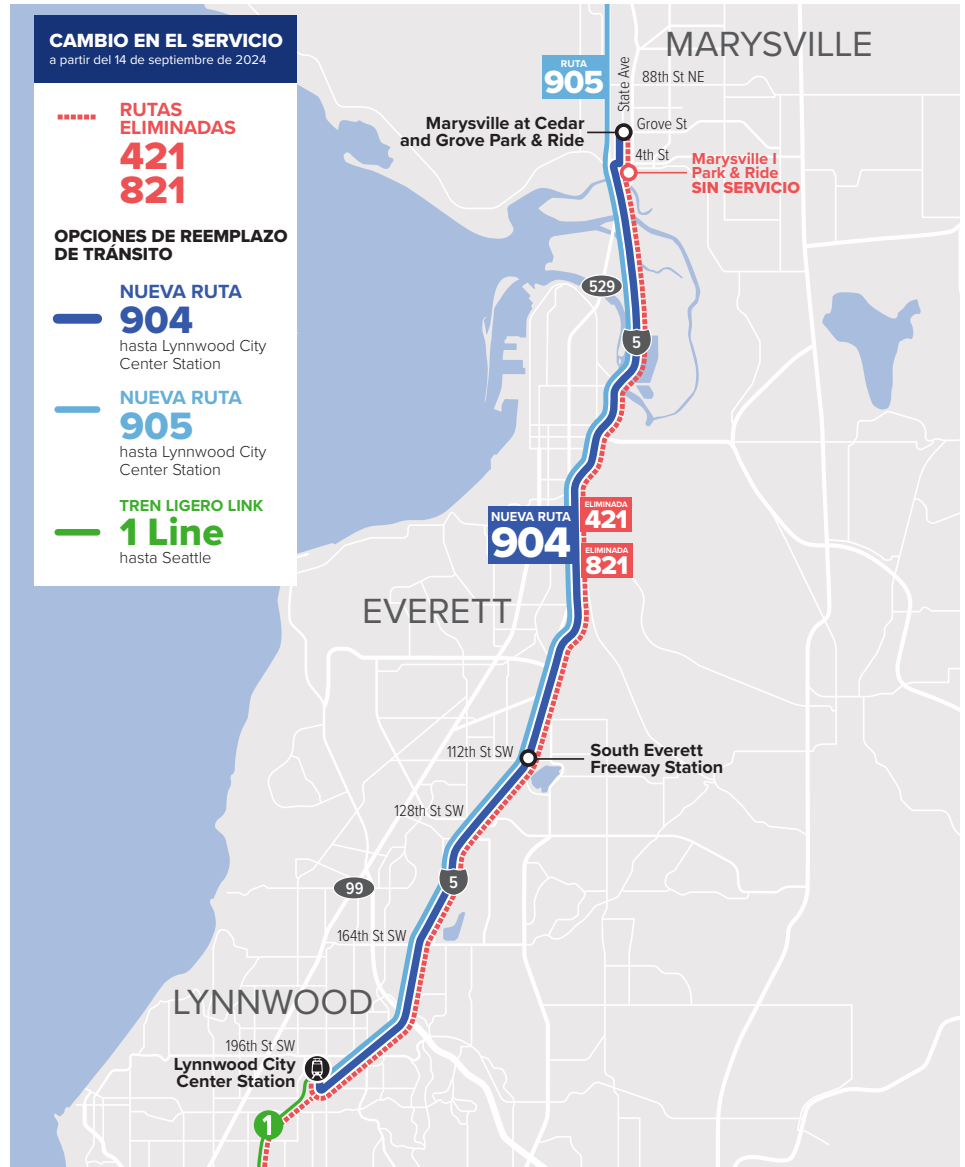 CAMBIO EN EL SERVICIO
a partir del 14 de septiembre de 2024
RUTAS
ELIMINADAS
421
821
OPCIONES DE REEMPLAZO
DE TRÁNSITO
NUEVA RUTA
904
hasta Lynnwood City
Center Station
NUEVA RUTA
905
hasta Lynnwood City
Center Station
TREN LIGERO LINK
1 Line
hasta Seattle
MARYSVILLE
RUTA
905
State Ave
88th St NE
Marysville at Cedar
and Grove Park & Ride
Grove St
4th St
Marysville I
Park & Ride
SIN SERVICIO
529
5
NUEVA RUTA
904
ELIMINADA
421
ELIMINADA
821
EVERETT
112th St SW
South Everett
Freeway Station
128th St SW
5
99
164th St SW
LYNNWOOD
196th St SW
Lynnwood City
Center Station
1